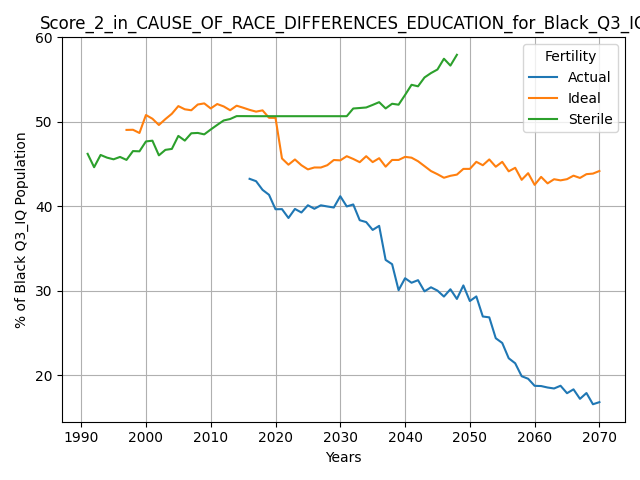 Score_2_in_CAUSE_OF_RACE_DIFFERENCES_EDUCATION_for_Black_Q3_IQ
60
50
40
30
20
% of Black Q3_IQ Population
Fertility
Actual
Ideal
Sterile
1990 2000 2010 2020 2030 2040 2050 2060 2070
Years